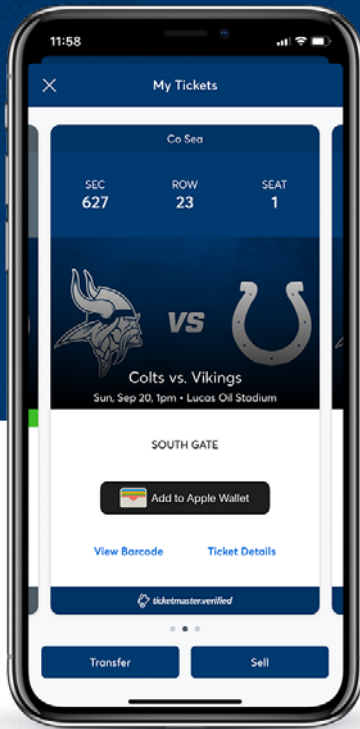 11:58
My Tickets
Co Sea
SEC ROW SEAT
627 23 1
VS
Colts vs. Vikings
Sun, Sep 20, 1pm • Lucas Oil Stadium
SOUTH GATE
Add to Apple Wallet
View Barcode Ticket Details
ticketmaster.verified
Transfer Sell